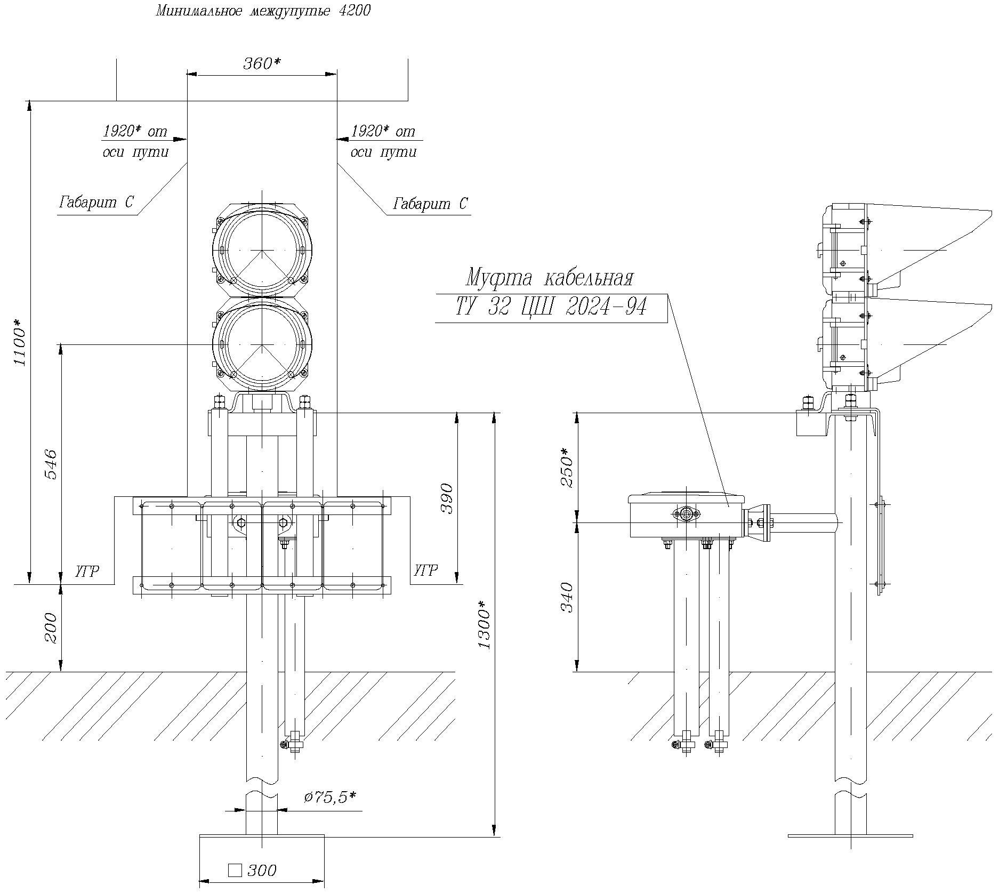 Минимальное междупутье 4200
360*
1920* от
оси пути
1920* от
оси пути
Габарит С
Габарит С
Муфта кабельная
ТУ 32 ЦШ 2024-94
1100*
546
390
250*
УГР
УГР
200
1300*
340
ø75,5*
□ 300